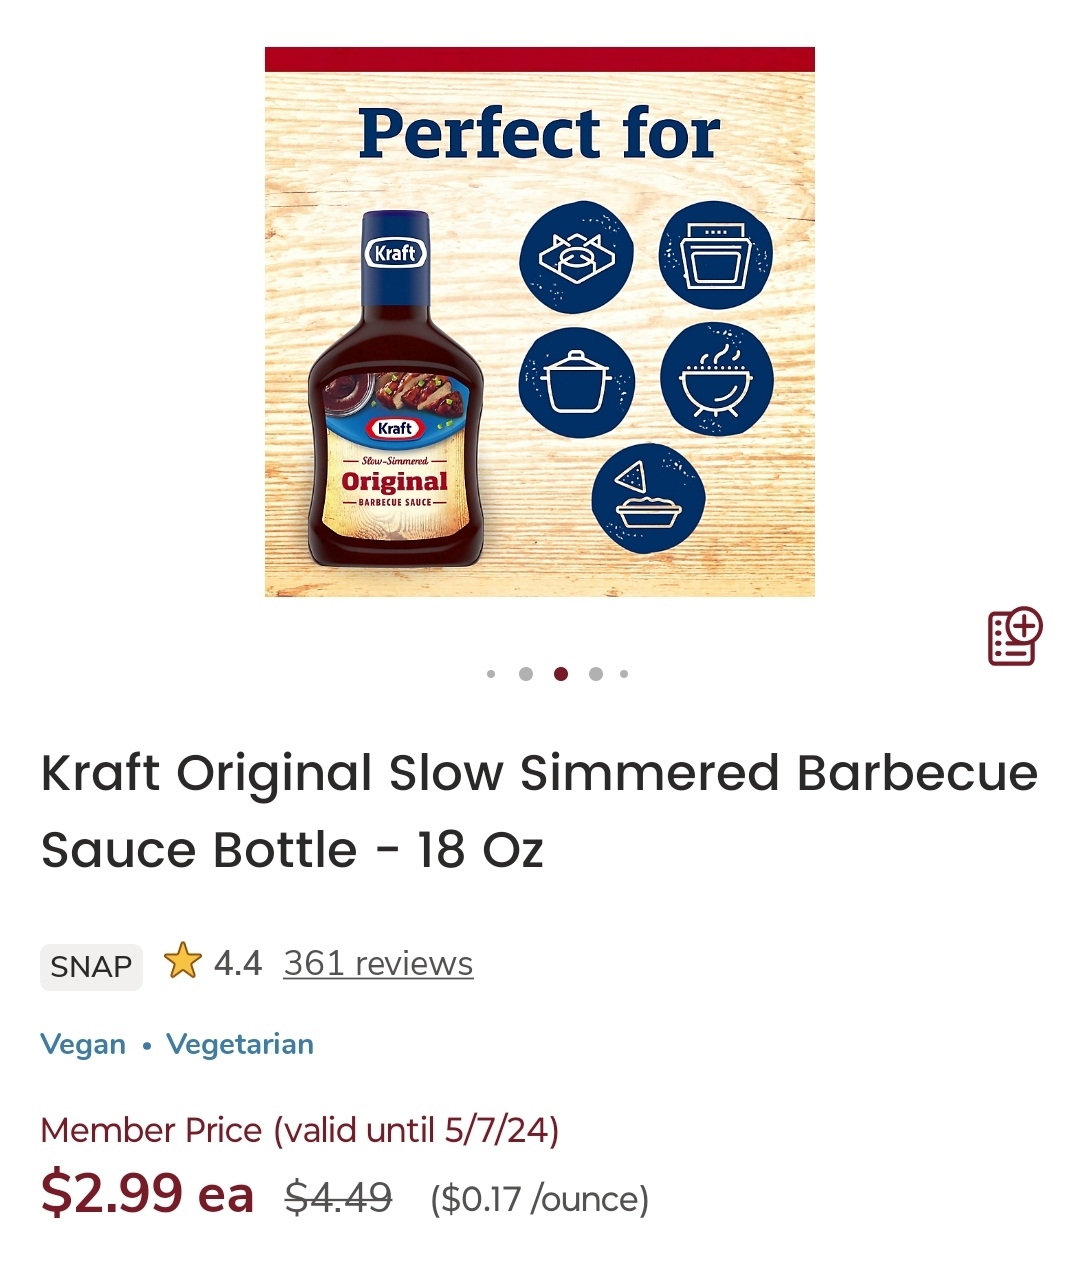 Perfect for
Kraft
Kraft
Slow-Simmered
Original
BARBECUE SAUCE
Kraft Original Slow Simmered Barbecue
Sauce Bottle - 18 Oz
SNAP 4.4 361 reviews
Vegan • Vegetarian
Member Price (valid until 5/7/24)
$2.99 ea $4.49 ($0.17 /ounce)